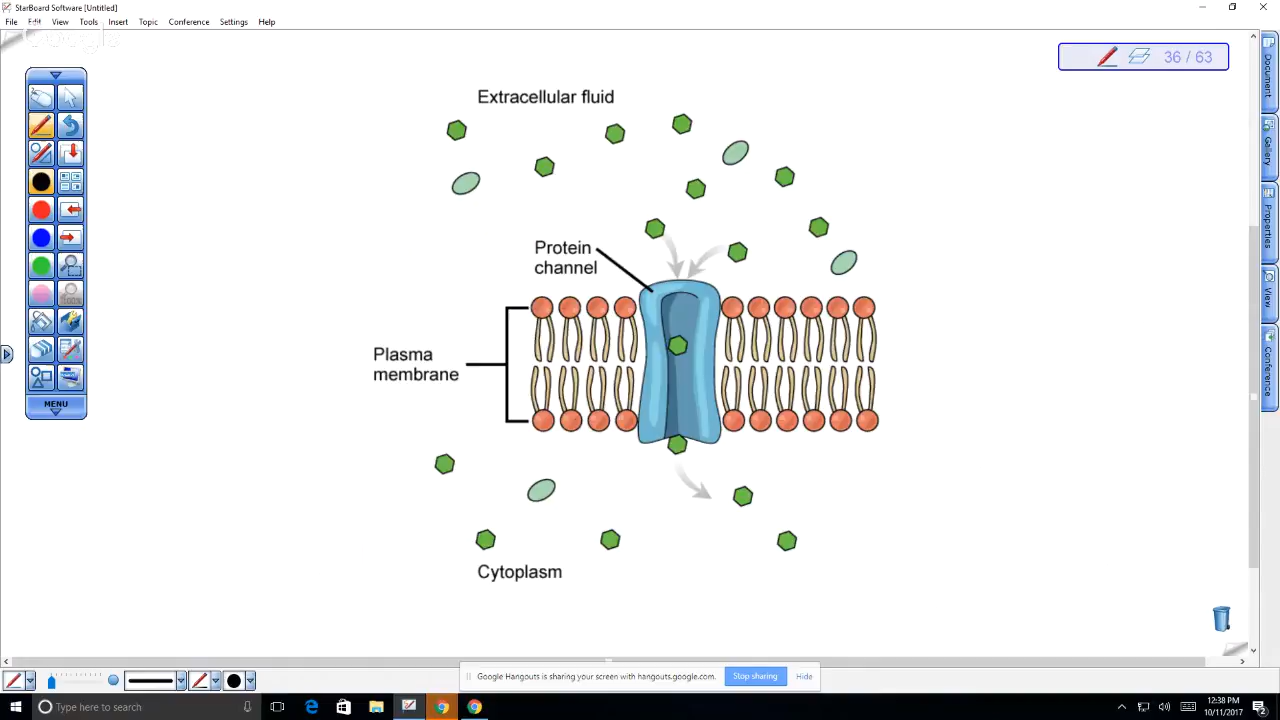 StarBoard Software [Untitled]
File Edit View Tools Insert Topic Conference Settings Help
36 / 63
Document
Gallery
Properties
View
Conference
MENU
Extracellular fluid
Protein
channel
Plasma
membrane
Cytoplasm
Google Hangouts is sharing your screen with hangouts.google.com. Stop sharing Hide
Type here to search
12:38 PM
10/11/2017
2